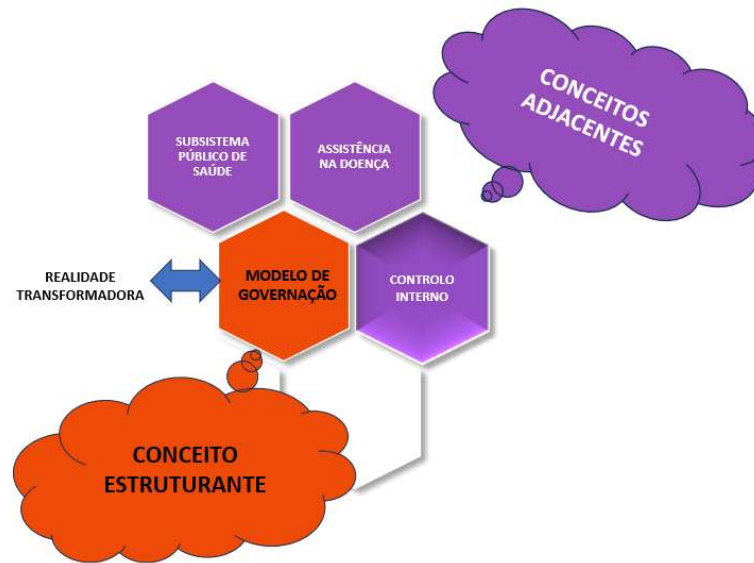 CONCEITOS
ADJACENTES
SUBSISTEMA
PÚBLICO DE
SAÚDE
ASSISTÊNCIA
NA DOENÇA
REALIDADE
TRANSFORMADORA
MODELO DE
GOVERNAÇÃO
CONTROLO
INTERNO
CONCEITO
ESTRUTURANTE